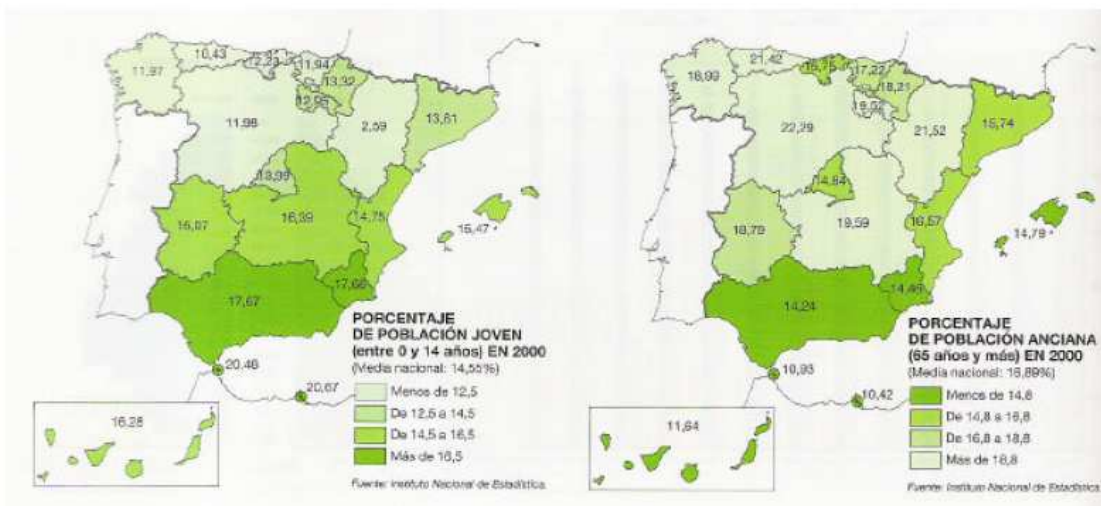 10,43
11,94
11,97
13,32
12,95
11,98
2,59
13,61
13,99
15,07
16,39
14,75
15,47*
17,67
17,66
PORCENTAJE
DE POBLACIÓN JOVEN
(entre 0 y 14 años) EN 2000
(Media nacional: 14,55%)
20,48
20,67
Menos de 12,5
De 12,5 a 14,5
De 14,5 a 16,5
Más de 16,5
16,28
Fuente: Instituto Nacional de Estadística.
21,42
18,99
17,22
18,21
19,52
22,29
21,52
15,74
14,84
18,79
19,59
16,57
14,79*
14,24
14,46
PORCENTAJE
DE POBLACIÓN ANCIANA
(65 años y más) EN 2000
(Media nacional: 16,89%)
10,93
10,42
Menos de 14,8
De 14,8 a 16,8
De 16,8 a 18,8
Más de 18,8
11,64
Fuente: Instituto Nacional de Estadística.